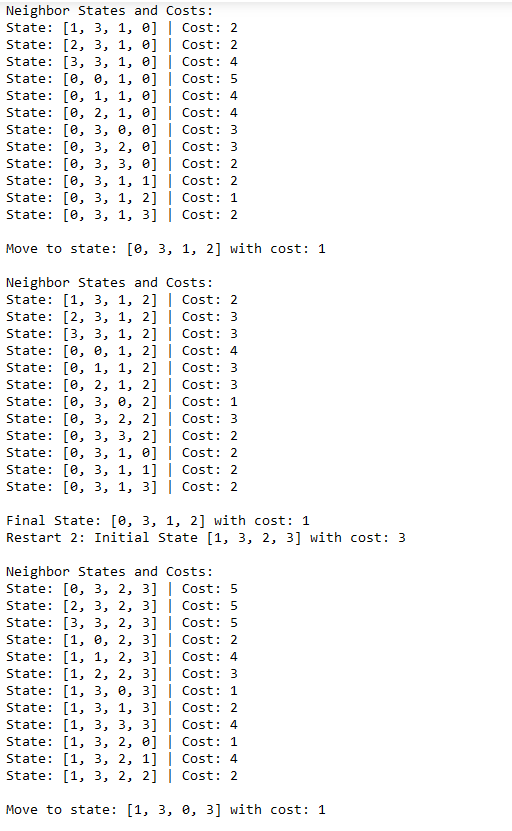 Neighbor States and Costs:
State: [1, 3, 1, 0] | Cost: 2
State: [2, 3, 1, 0] | Cost: 2
State: [3, 3, 1, 0] | Cost: 4
State: [0, 0, 1, 0] | Cost: 5
State: [0, 1, 1, 0] | Cost: 4
State: [0, 2, 1, 0] | Cost: 4
State: [0, 3, 0, 0] | Cost: 3
State: [0, 3, 2, 0] | Cost: 3
State: [0, 3, 3, 0] | Cost: 2
State: [0, 3, 1, 1] | Cost: 2
State: [0, 3, 1, 2] | Cost: 1
State: [0, 3, 1, 3] | Cost: 2
Move to state: [0, 3, 1, 2] with cost: 1
Neighbor States and Costs:
State: [1, 3, 1, 2] | Cost: 2
State: [2, 3, 1, 2] | Cost: 3
State: [3, 3, 1, 2] | Cost: 3
State: [0, 0, 1, 2] | Cost: 4
State: [0, 1, 1, 2] | Cost: 3
State: [0, 2, 1, 2] | Cost: 3
State: [0, 3, 0, 2] | Cost: 1
State: [0, 3, 2, 2] | Cost: 3
State: [0, 3, 3, 2] | Cost: 2
State: [0, 3, 1, 0] | Cost: 2
State: [0, 3, 1, 1] | Cost: 2
State: [0, 3, 1, 3] | Cost: 2
Final State: [0, 3, 1, 2] with cost: 1
Restart 2: Initial State [1, 3, 2, 3] with cost: 3
Neighbor States and Costs:
State: [0, 3, 2, 3] | Cost: 5
State: [2, 3, 2, 3] | Cost: 5
State: [3, 3, 2, 3] | Cost: 5
State: [1, 0, 2, 3] | Cost: 2
State: [1, 1, 2, 3] | Cost: 4
State: [1, 2, 2, 3] | Cost: 3
State: [1, 3, 0, 3] | Cost: 1
State: [1, 3, 1, 3] | Cost: 2
State: [1, 3, 3, 3] | Cost: 4
State: [1, 3, 2, 0] | Cost: 1
State: [1, 3, 2, 1] | Cost: 4
State: [1, 3, 2, 2] | Cost: 2
Move to state: [1, 3, 0, 3] with cost: 1